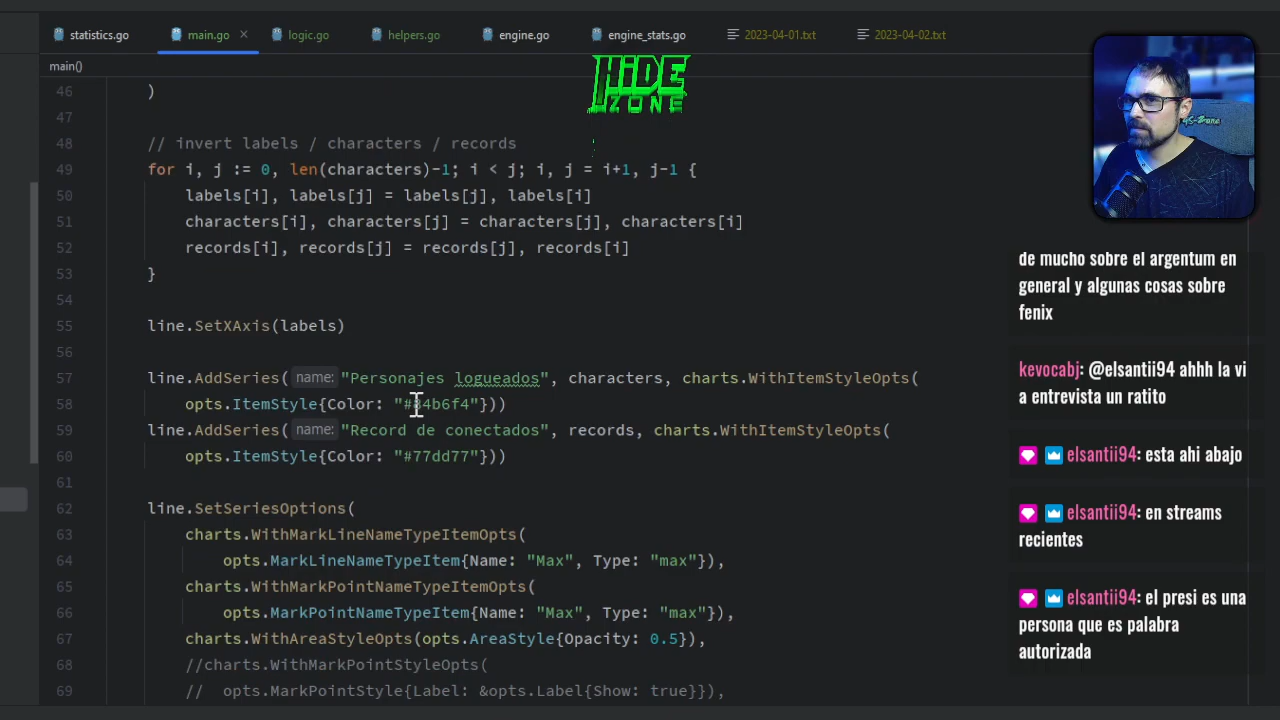 statistics.go
main.go
logic.go
helpers.go
engine.go
engine_stats.go
2023-04-01.txt
2023-04-02.txt
main()
HiDE
ZONE
46 )
47
48 // invert labels / characters / records
49 for i, j := 0, len(characters)-1; i < j; i, j = i+1, j-1 {
50 labels[i], labels[j] = labels[j], labels[i]
51 characters[i], characters[j] = characters[j], characters[i]
52 records[i], records[j] = records[j], records[i]
53 }
54
55 line.SetXAxis(labels)
56
57 line.AddSeries( name: "Personajes logueados", characters, charts.WithItemStyleOpts(
58 opts.ItemStyle{Color: "#84b6f4"}))
59 line.AddSeries( name: "Record de conectados", records, charts.WithItemStyleOpts(
60 opts.ItemStyle{Color: "#77dd77"}))
61
62 line.SetSeriesOptions(
63 charts.WithMarkLineNameTypeItemOpts(
64 opts.MarkLineNameTypeItem{Name: "Max", Type: "max"}),
65 charts.WithMarkPointNameTypeItemOpts(
66 opts.MarkPointNameTypeItem{Name: "Max", Type: "max"}),
67 charts.WithAreaStyleOpts(opts.AreaStyle{Opacity: 0.5}),
68 //charts.WithMarkPointStyleOpts(
69 // opts.MarkPointStyle{Label: &opts.Label{Show: true}}),
de mucho sobre el argentum en
general y algunas cosas sobre
fenix
kevocabj: @elsantii94 ahhh la vi
a entrevista un ratito
elsantii94: esta ahi abajo
elsantii94: en streams
recientes
elsantii94: el presi es una
persona que es palabra
autorizada